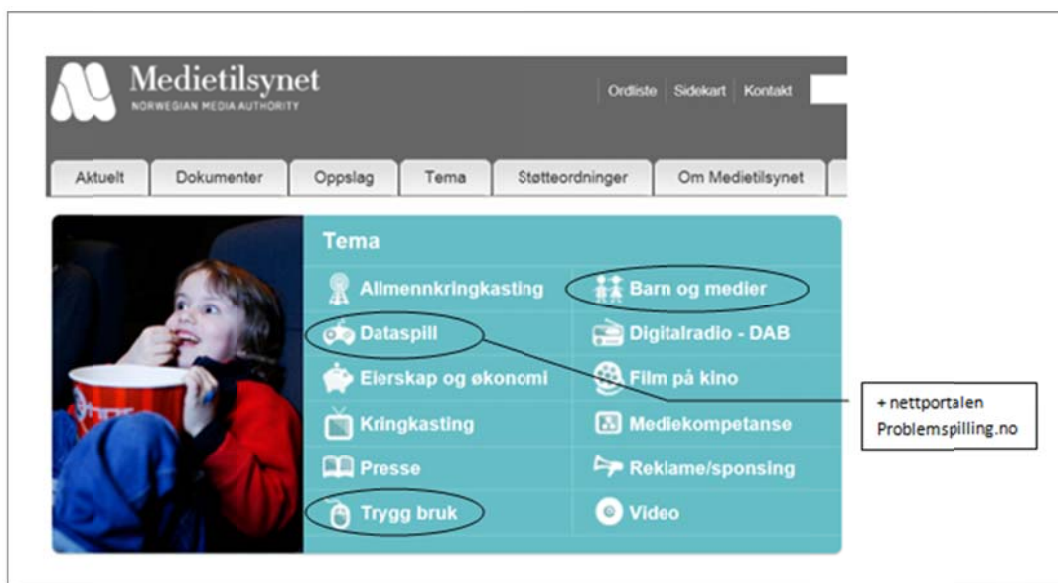 Medietilsynet
NORWEGIAN MEDIA AUTHORITY
Ordliste Sidekart Kontakt
Aktuelt Dokumenter Oppslag Tema Støtteordninger Om Medietilsynet
Tema
Allmennkringkasting Barn og medier
Dataspill Digitalradio - DAB
Eierskap og økonomi Film på kino
Kringkasting Mediekompetanse
Presse Reklame/sponsing
Trygg bruk Video
+ nettportalen
Problemspilling.no